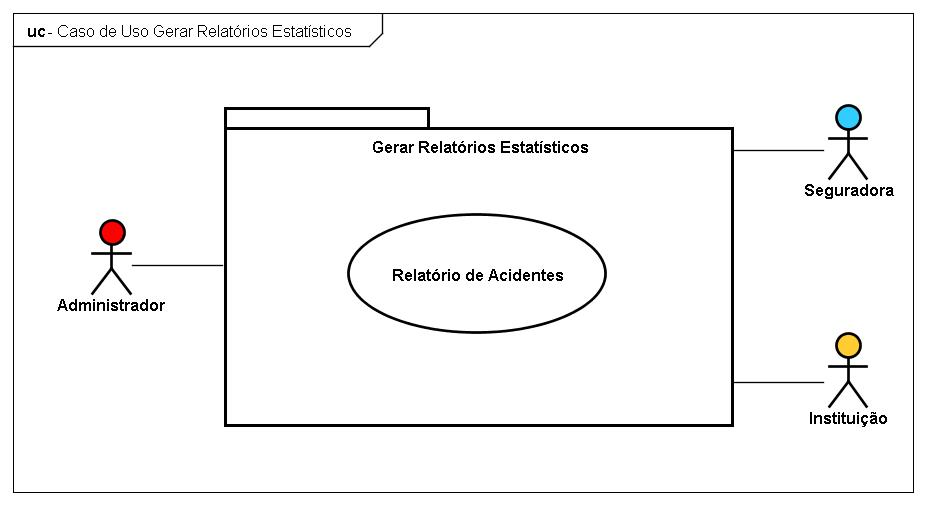 uc - Caso de Uso Gerar Relatórios Estatísticos
Gerar Relatórios Estatísticos
Seguradora
Relatório de Acidentes
Administrador
Instituição